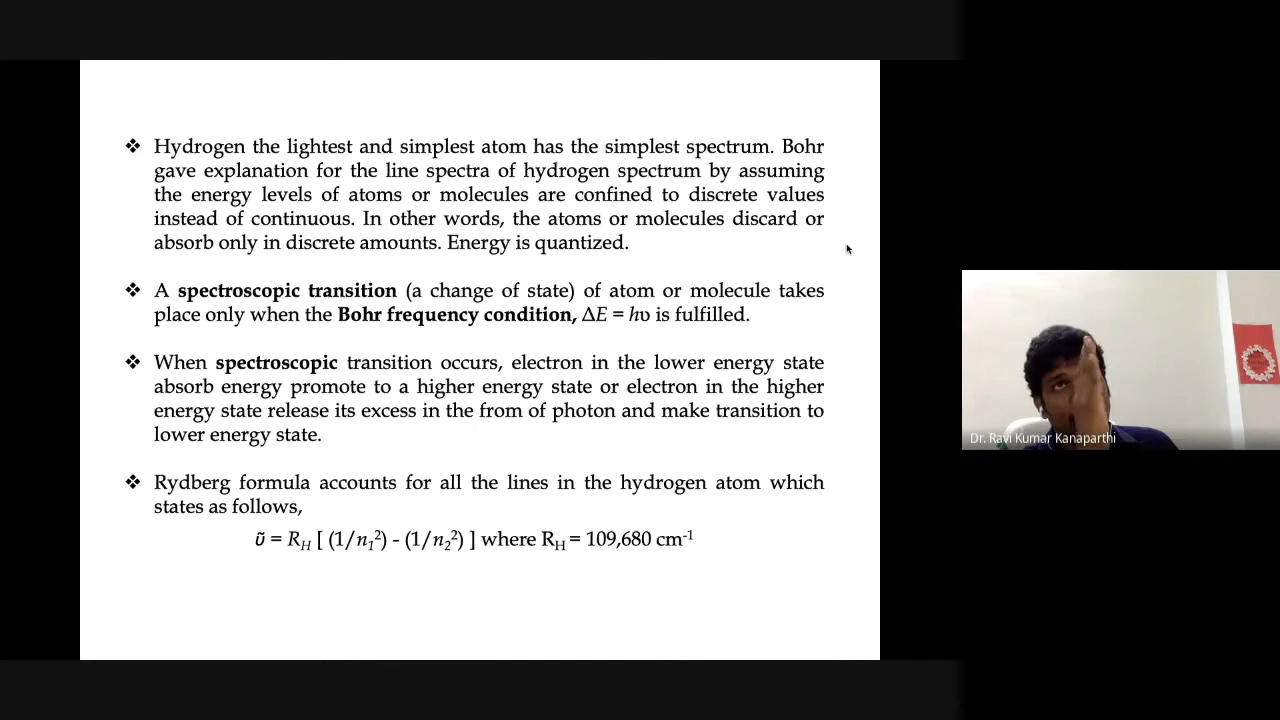 ❖ Hydrogen the lightest and simplest atom has the simplest spectrum. Bohr
gave explanation for the line spectra of hydrogen spectrum by assuming
the energy levels of atoms or molecules are confined to discrete values
instead of continuous. In other words, the atoms or molecules discard or
absorb only in discrete amounts. Energy is quantized.
❖ A spectroscopic transition (a change of state) of atom or molecule takes
place only when the Bohr frequency condition, ΔE = hυ is fulfilled.
❖ When spectroscopic transition occurs, electron in the lower energy state
absorb energy promote to a higher energy state or electron in the higher
energy state release its excess in the from of photon and make transition to
lower energy state.
❖ Rydberg formula accounts for all the lines in the hydrogen atom which
states as follows,
ῦ = R_H [ (1/n₁²) - (1/n₂²) ] where R_H = 109,680 cm⁻¹
Dr. Ravi Kumar Kanaparthi